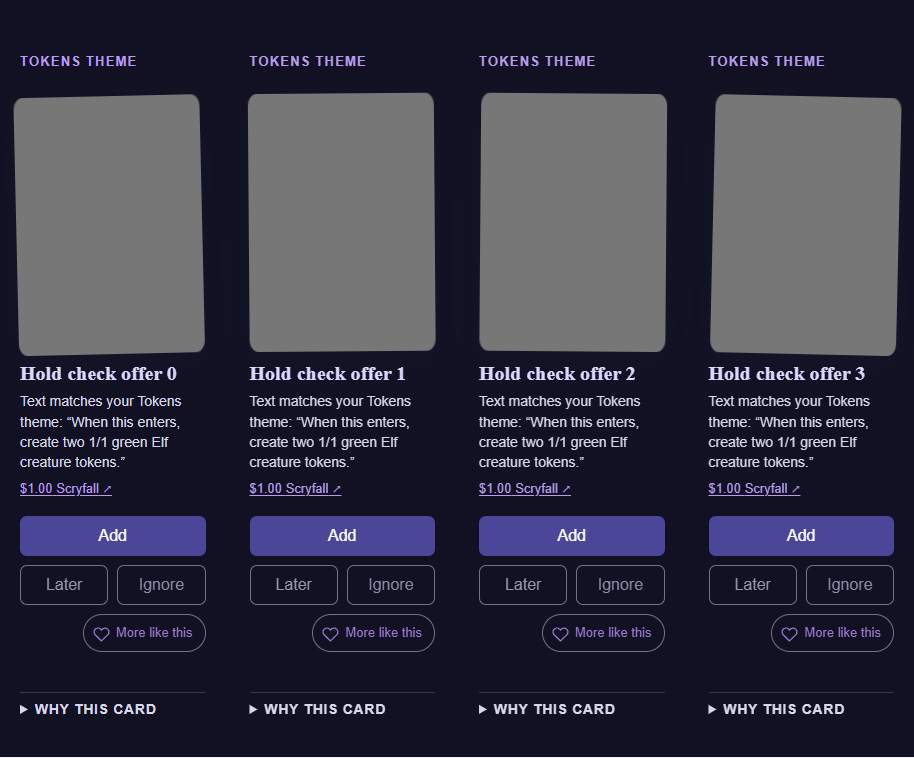 TOKENS THEME
Hold check offer 0
Text matches your Tokens
theme: “When this enters,
create two 1/1 green Elf
creature tokens.”
$1.00 Scryfall ↗
Add
Later
Ignore
More like this
WHY THIS CARD
TOKENS THEME
Hold check offer 1
Text matches your Tokens
theme: “When this enters,
create two 1/1 green Elf
creature tokens.”
$1.00 Scryfall ↗
Add
Later
Ignore
More like this
WHY THIS CARD
TOKENS THEME
Hold check offer 2
Text matches your Tokens
theme: “When this enters,
create two 1/1 green Elf
creature tokens.”
$1.00 Scryfall ↗
Add
Later
Ignore
More like this
WHY THIS CARD
TOKENS THEME
Hold check offer 3
Text matches your Tokens
theme: “When this enters,
create two 1/1 green Elf
creature tokens.”
$1.00 Scryfall ↗
Add
Later
Ignore
More like this
WHY THIS CARD